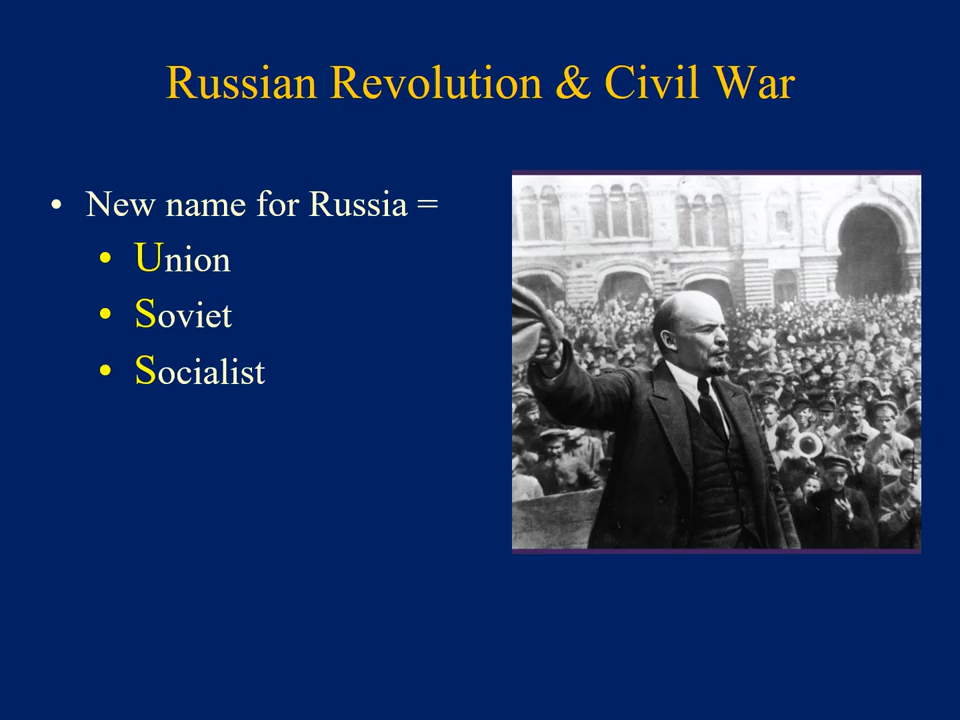 Russian Revolution & Civil War
• New name for Russia =
• Union
• Soviet
• Socialist